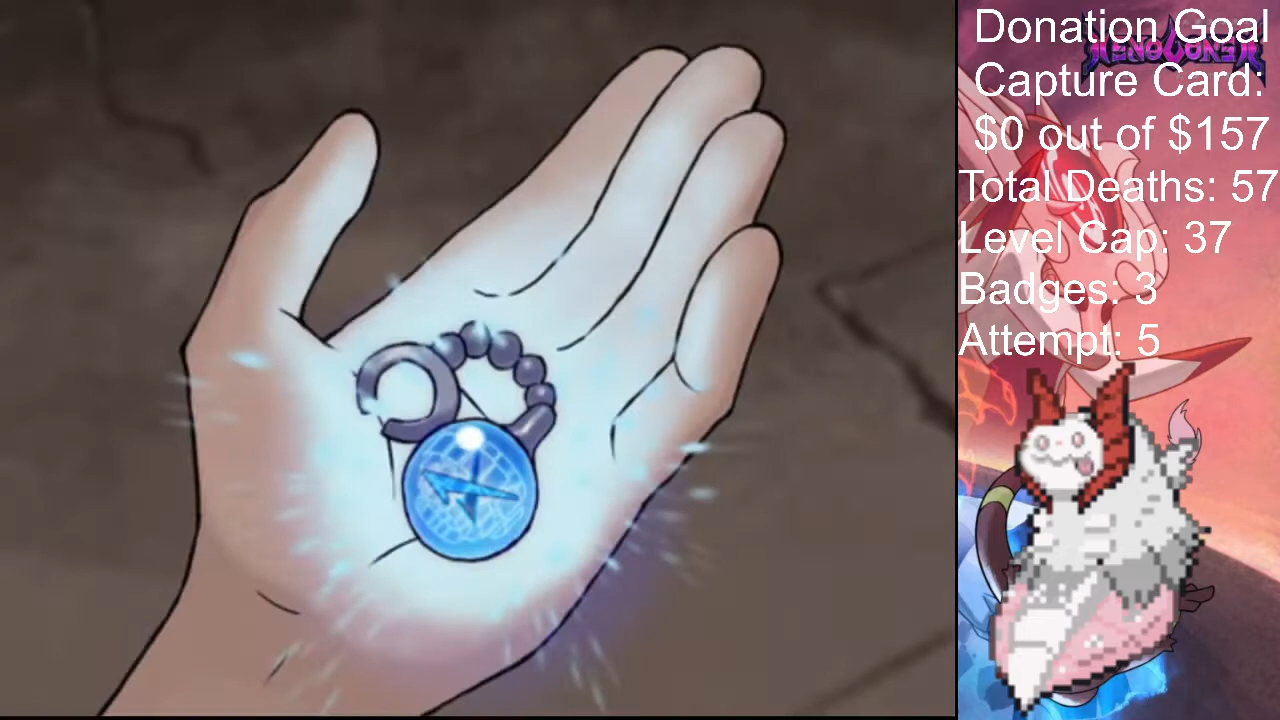 Donation Goal
Capture Card:
$0 out of $157
Total Deaths: 57
Level Cap: 37
Badges: 3
Attempt: 5